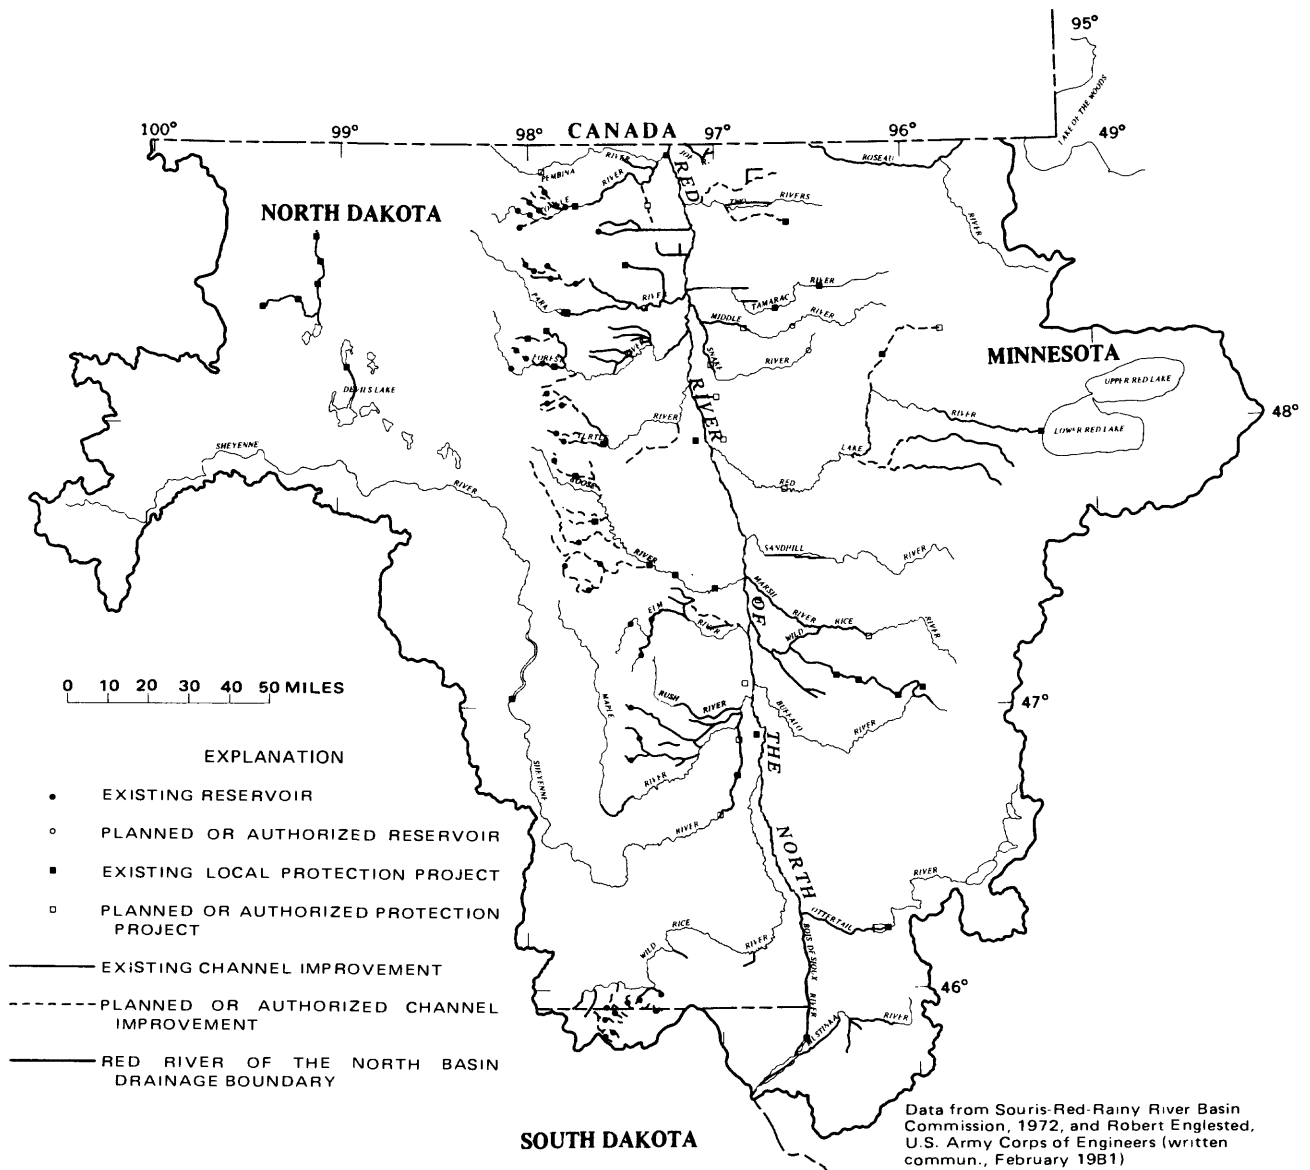 95°
LAKE OF THE WOODS
100°
99°
98°
CANADA
97°
96°
49°
ROSEAU
RIVER
PEMBINA
RIVER
RIVER
RED
RIVERS
NORTH DAKOTA
RIVER
PARK
RIVER
RIVER
TAMARAC
MIDDLE
RIVER
SNAKE
RIVER
FOREST
RIVER
MINNESOTA
UPPER RED LAKE
DEVILS LAKE
RIVER
RIVER
RIVER
48°
LOWER RED LAKE
TURTLE
SHEYENNE
LAKE
RIVER
GOOSE
RED
SANDHILL
RIVER
RIVER
MARSH
RIVER
OF
ELM
RIVER
WILD
RICE
RIVER
0 10 20 30 40 50 MILES
MAPLE
RUSH
RIVER
BUFFALO
RIVER
47°
THE
EXPLANATION
SHEYENNE
RIVER
EXISTING RESERVOIR
PLANNED OR AUTHORIZED RESERVOIR
RIVER
NORTH
EXISTING LOCAL PROTECTION PROJECT
RIVER
PLANNED OR AUTHORIZED PROTECTION
PROJECT
OTTERTAIL
WILD
RICE
RIVER
BOIS DE SIOUX RIVER
EXISTING CHANNEL IMPROVEMENT
46°
PLANNED OR AUTHORIZED CHANNEL
IMPROVEMENT
RIVER
RED RIVER OF THE NORTH BASIN
DRAINAGE BOUNDARY
SOUTH DAKOTA
Data from Souris-Red-Rainy River Basin
Commission, 1972, and Robert Englested,
U.S. Army Corps of Engineers (written
commun., February 1981)